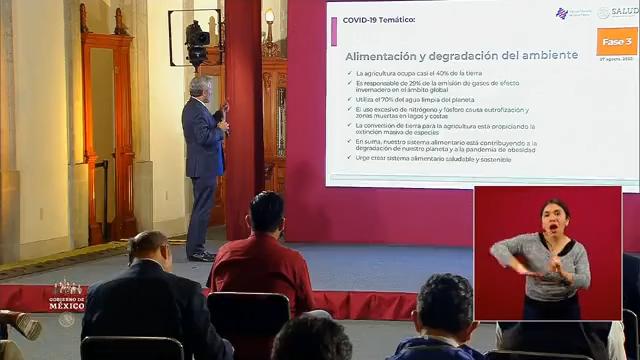 COVID-19 Temático:
SALUD
Fase 3
Alimentación y degradación del ambiente
La agricultura ocupa casi el 40% de la tierra
Es responsable de 29% de la emisión de gases de efecto
invernadero en el ámbito global
Utiliza el 70% del agua limpia del planeta
El uso excesivo de nitrógeno y fósforo causa eutrofización y
zonas muertas en lagos y costas
La conversión de tierra para la agricultura está propiciando la
extinción masiva de especies
En suma, nuestro sistema alimentario está contribuyendo a la
degradación de nuestro planeta y a la pandemia de obesidad
Urge crear sistema alimentario saludable y sostenible
GOBIERNO DE
MÉXICO